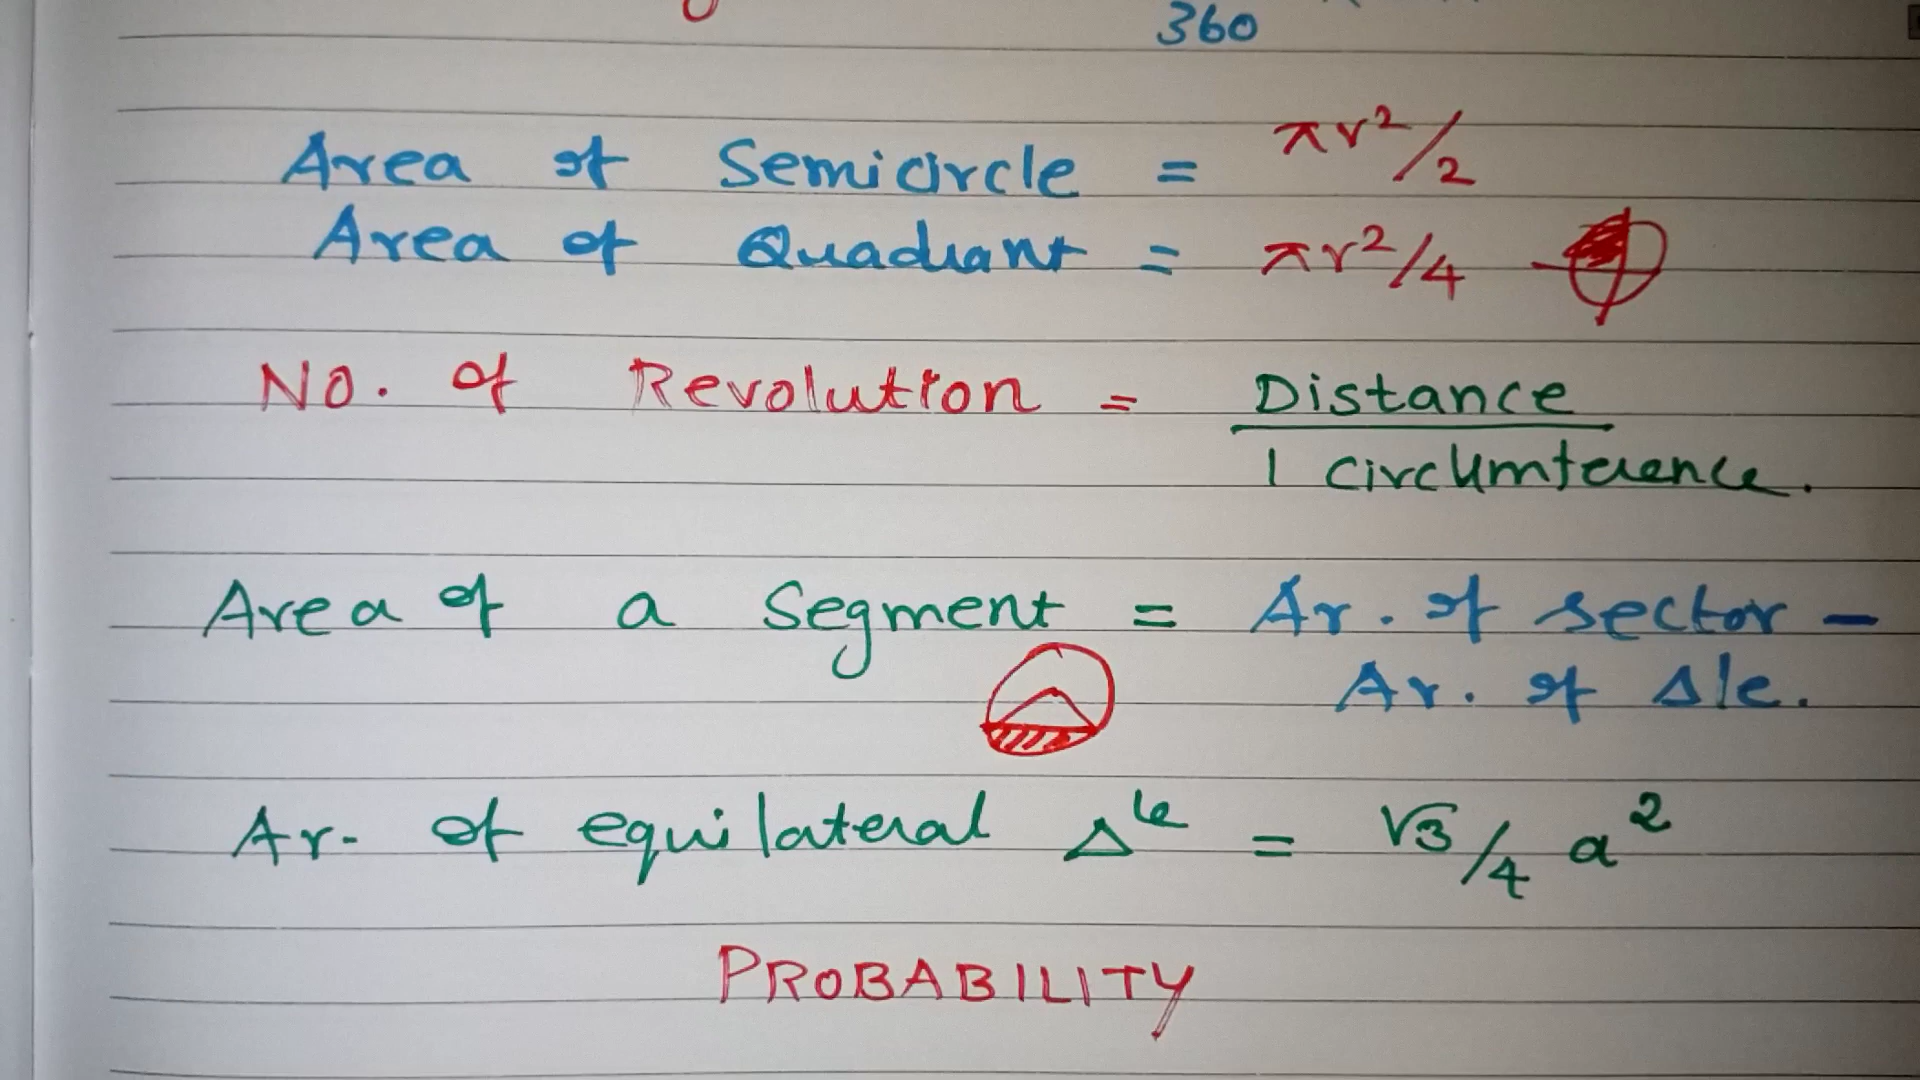 360
Area of Semicircle = πr²/2
Area of Quadrant = πr²/4
No. of Revolution = Distance
1 circumference.
Area of a segment = Ar. of sector -
Ar. of Δle.
Ar. of equilateral Δle = √3/4 a²
PROBABILITY